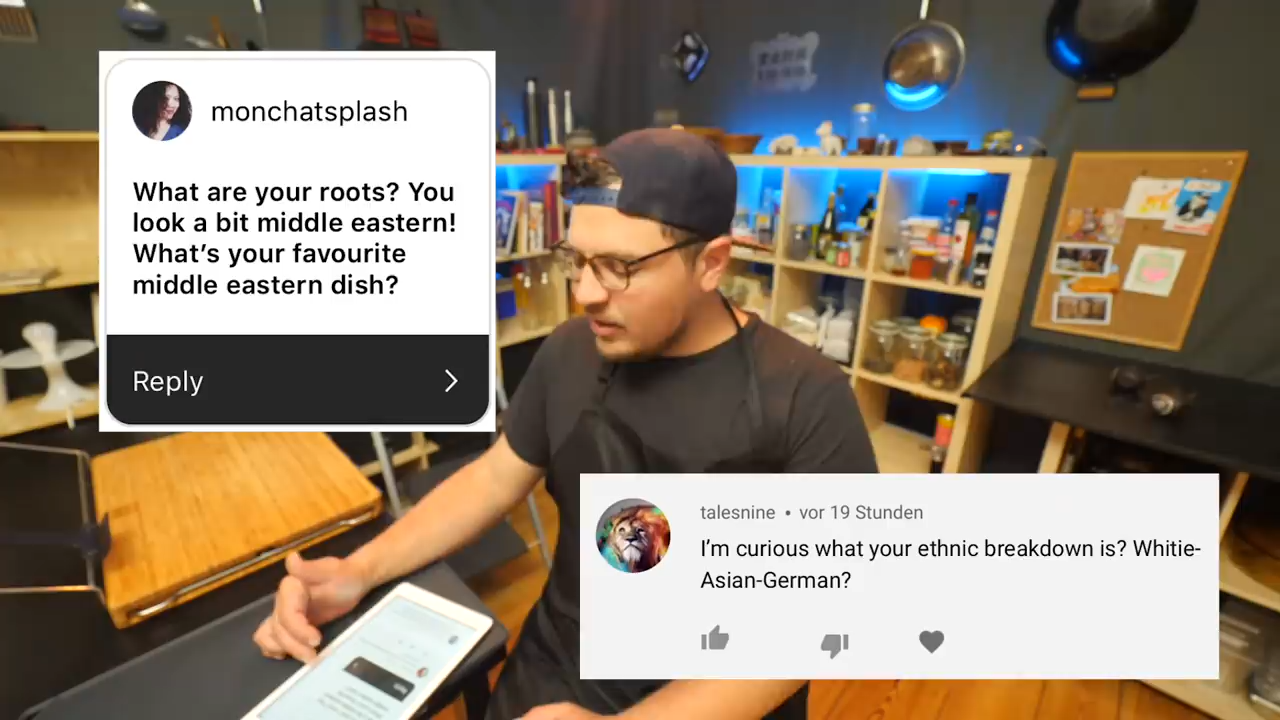 monchatsplash
What are your roots? You
look a bit middle eastern!
What’s your favourite
middle eastern dish?
Reply
talesnine • vor 19 Stunden
I’m curious what your ethnic breakdown is? Whitie-
Asian-German?